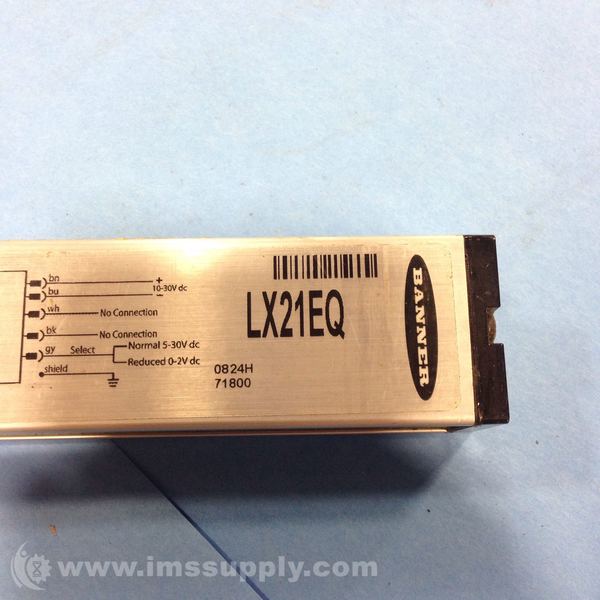 bn
+
10-30V dc
bu
–
wh
No Connection
bk
No Connection
gy
Select
Normal 5-30V dc
Reduced 0-2V dc
shield
LX21EQ
0824H
71800
BANNER
www.imssupply.com